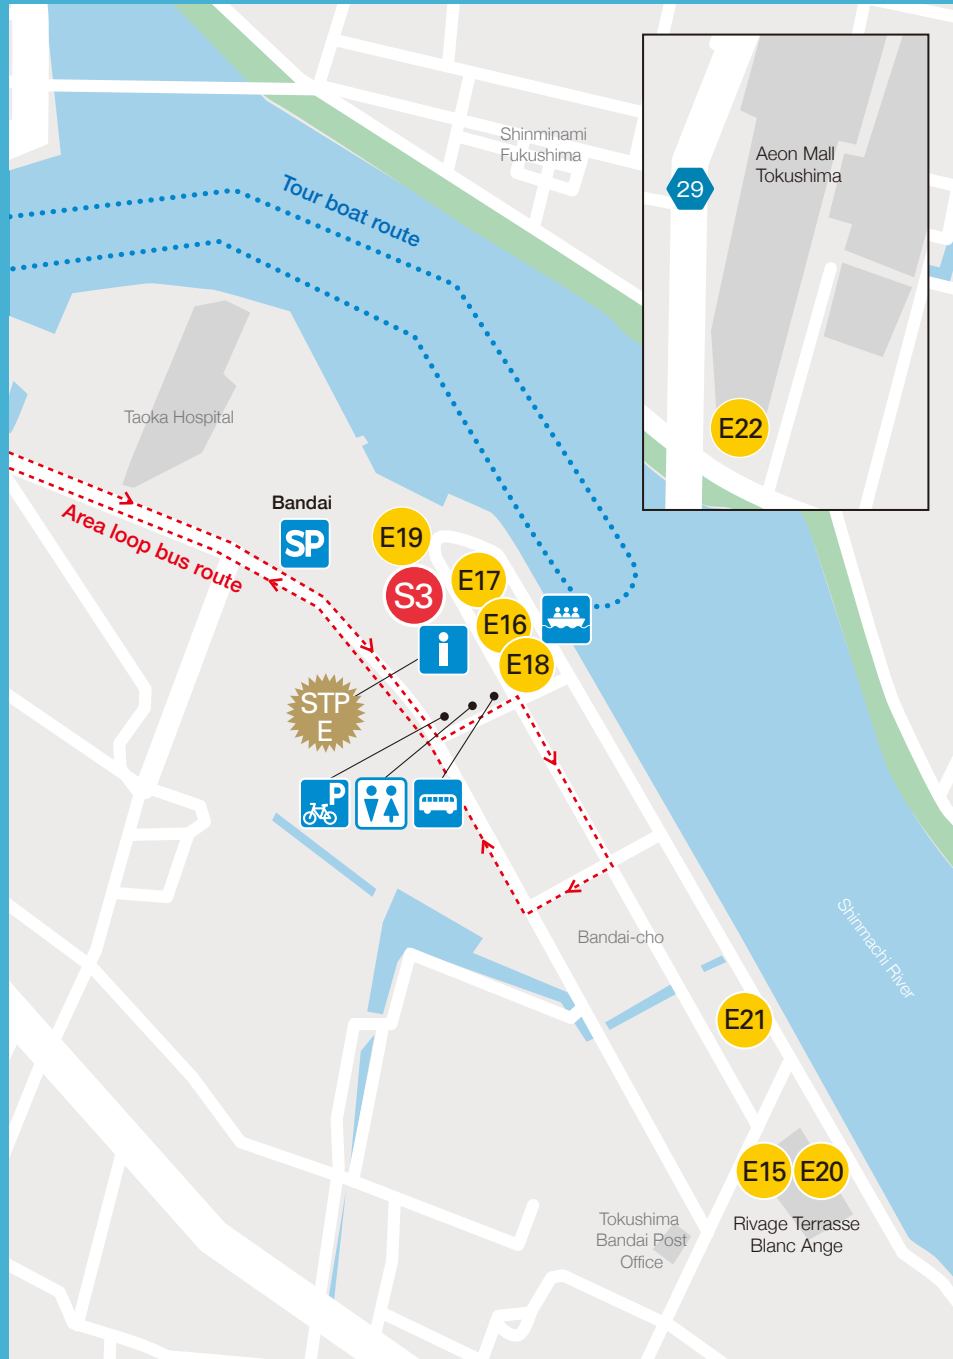 Shinminami
Fukushima
Aeon Mall
Tokushima
29
Tour boat route
E22
Taoka Hospital
Bandai
SP
Area loop bus route
E19
E17
S3
E16
i
E18
STP
E
P
Bandai-cho
Shinmachi River
E21
E15
E20
Tokushima
Bandai Post
Office
Rivage Terrasse
Blanc Ange